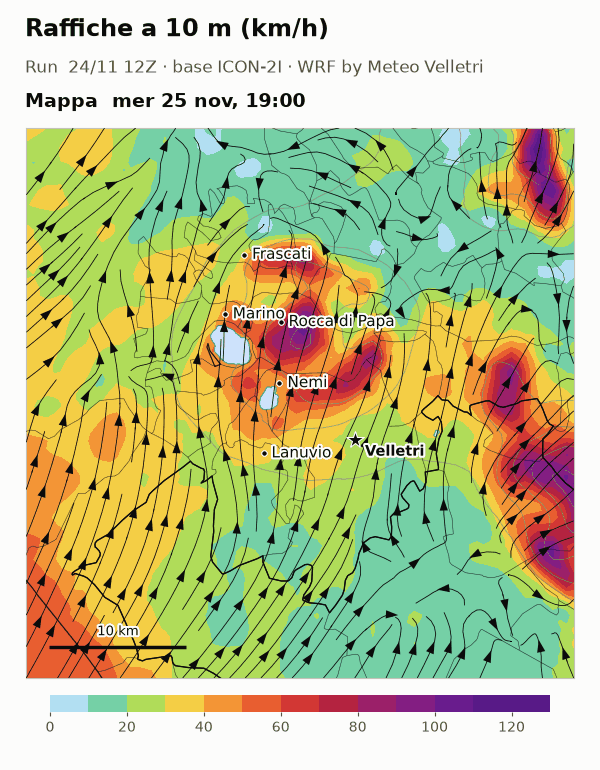 Raffiche a 10 m (km/h)
Run  24/11 12Z · base ICON-2I · WRF by Meteo Velletri
Mappa  mer 25 nov, 19:00
Frascati
Marino
Rocca di Papa
Nemi
Lanuvio
Velletri
10 km
0 20 40 60 80 100 120